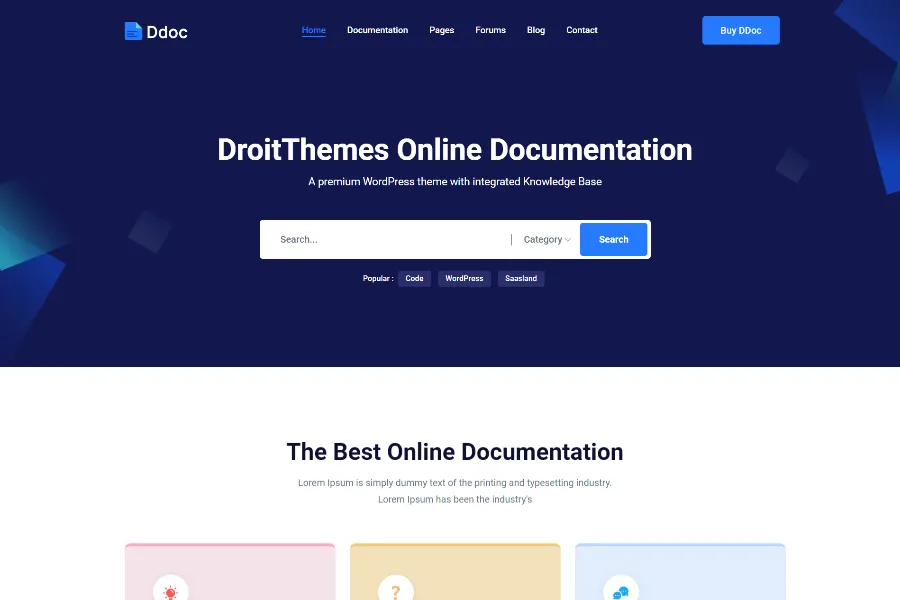 Ddoc
Home Documentation Pages Forums Blog Contact
Buy DDoc
DroitThemes Online Documentation
A premium WordPress theme with integrated Knowledge Base
Search... Category Search
Popular : Code WordPress Saasland
The Best Online Documentation
Lorem Ipsum is simply dummy text of the printing and typesetting industry.
Lorem Ipsum has been the industry's
?